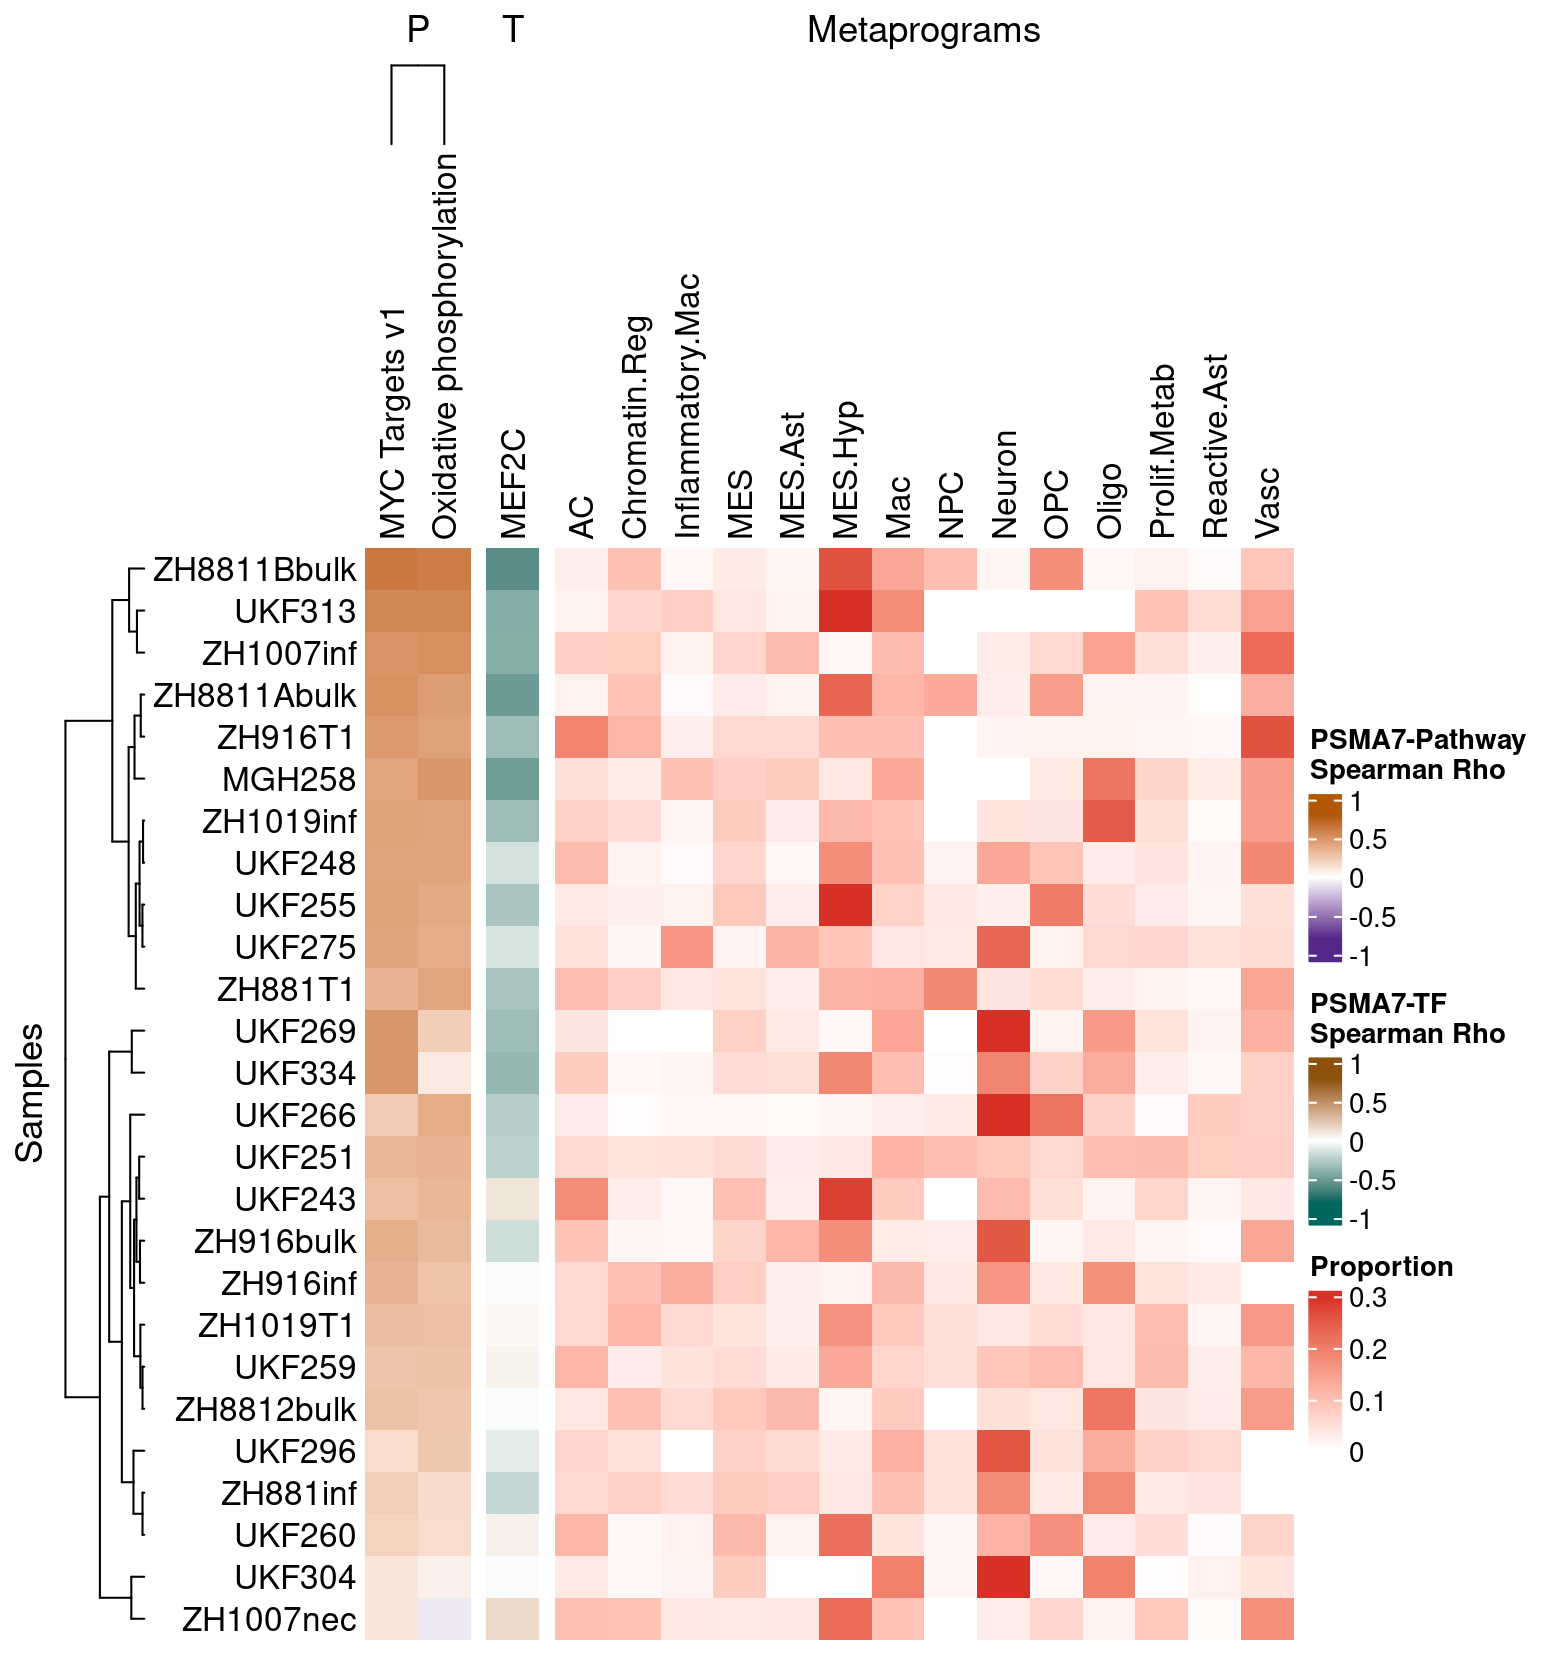 P T Metaprograms
MYC Targets v1
Oxidative phosphorylation
MEF2C
AC
Chromatin.Reg
Inflammatory.Mac
MES
MES.Ast
MES.Hyp
Mac
NPC
Neuron
OPC
Oligo
Prolif.Metab
Reactive.Ast
Vasc
Samples
ZH8811Bbulk
UKF313
ZH1007inf
ZH8811Abulk
ZH916T1
MGH258
ZH1019inf
UKF248
UKF255
UKF275
ZH881T1
UKF269
UKF334
UKF266
UKF251
UKF243
ZH916bulk
ZH916inf
ZH1019T1
UKF259
ZH8812bulk
UKF296
ZH881inf
UKF260
UKF304
ZH1007nec
PSMA7-Pathway
Spearman Rho
1
0.5
0
-0.5
-1
PSMA7-TF
Spearman Rho
1
0.5
0
-0.5
-1
Proportion
0.3
0.2
0.1
0